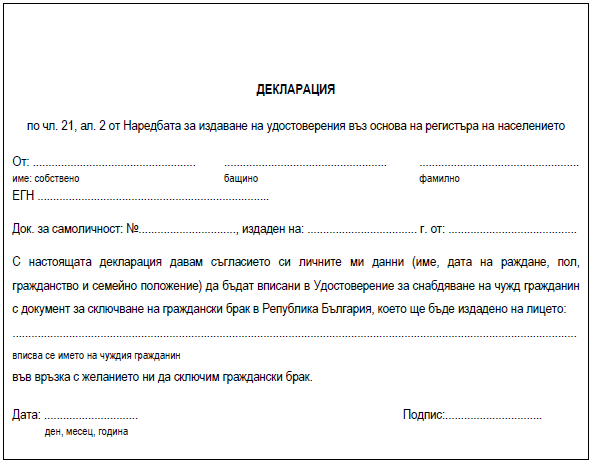 ДЕКЛАРАЦИЯ
по чл. 21, ал. 2 от Наредбата за издаване на удостоверения въз основа на регистъра на населението
От: .................................................... .................................................... ...................................................
име: собствено бащино фамилно
ЕГН ..........................................................................
Док. за самоличност: №..............................., издаден на: ................................... г. от: .........................................
С настоящата декларация давам съгласието си личните ми данни (име, дата на раждане, пол,
гражданство и семейно положение) да бъдат вписани в Удостоверение за снабдяване на чужд гражданин
с документ за сключване на граждански брак в Република България, което ще бъде издадено на лицето:
....................................................................................................................................................................................
вписва се името на чуждия гражданин
във връзка с желанието ни да сключим граждански брак.
Дата: .............................. Подпис:...............................
ден, месец, година